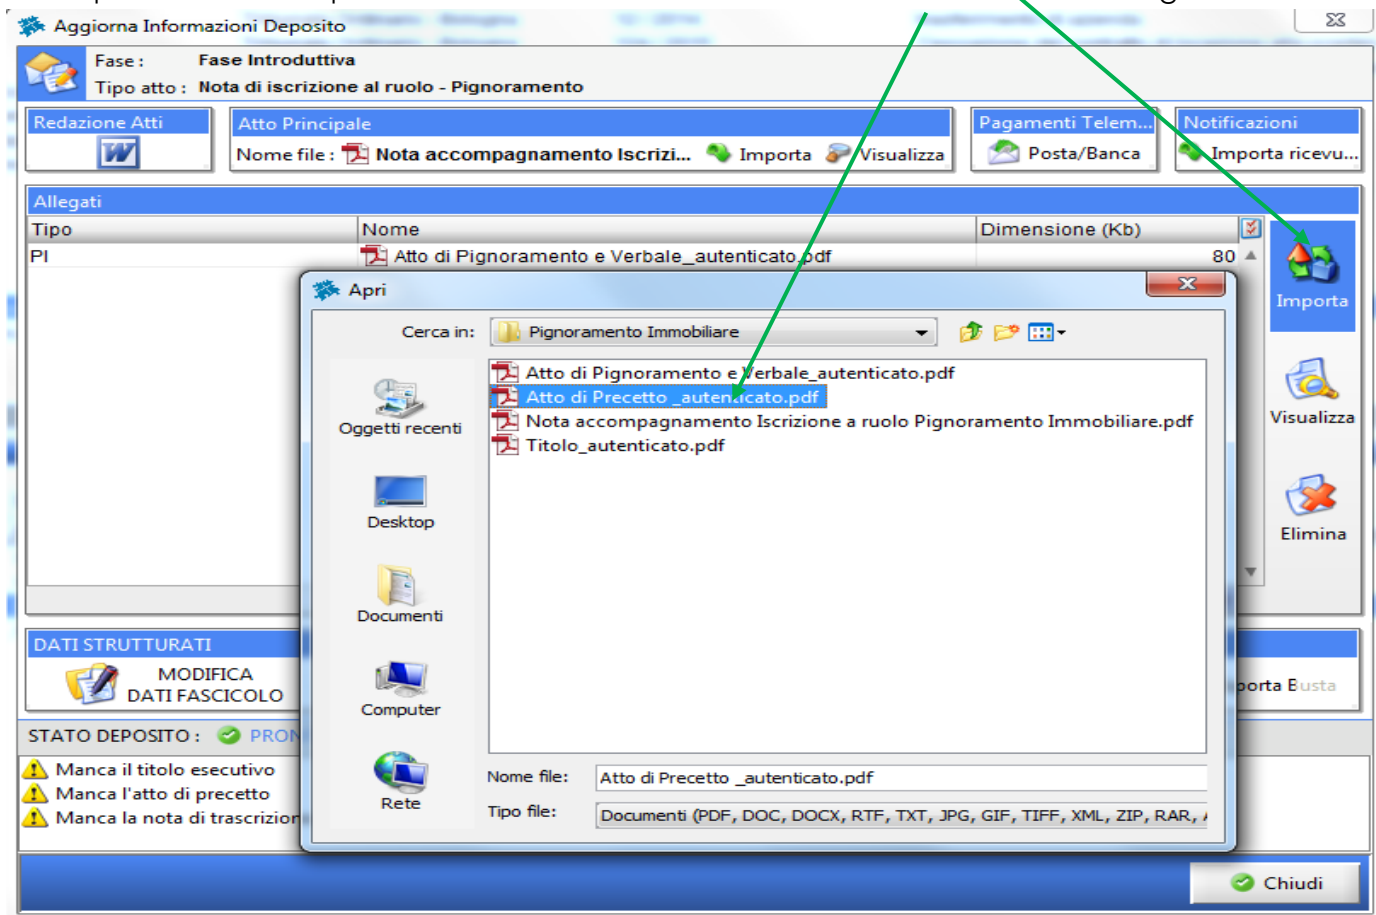 Aggiorna Informazioni Deposito
Fase : Fase Introduttiva
Tipo atto : Nota di iscrizione al ruolo - Pignoramento
Redazione Atti
Atto Principale
Pagamenti Telem...
Notificazioni
Nome file : Nota accompagnamento Iscrizi... Importa Visualizza
Posta/Banca
Importa ricevu...
Allegati
Tipo Nome Dimensione (Kb)
PI Atto di Pignoramento e Verbale_autenticato.pdf 80
Importa
Visualizza
Elimina
Apri
Cerca in: Pignoramento Immobiliare
Atto di Pignoramento e Verbale_autenticato.pdf
Atto di Precetto _autenticato.pdf
Nota accompagnamento Iscrizione a ruolo Pignoramento Immobiliare.pdf
Titolo_autenticato.pdf
Oggetti recenti
Desktop
Documenti
Computer
Rete
Nome file: Atto di Precetto _autenticato.pdf
Tipo file: Documenti (PDF, DOC, DOCX, RTF, TXT, JPG, GIF, TIFF, XML, ZIP, RAR,
DATI STRUTTURATI
MODIFICA
DATI FASCICOLO
porta Busta
STATO DEPOSITO : PRON
Manca il titolo esecutivo
Manca l'atto di precetto
Manca la nota di trascrizion
Chiudi